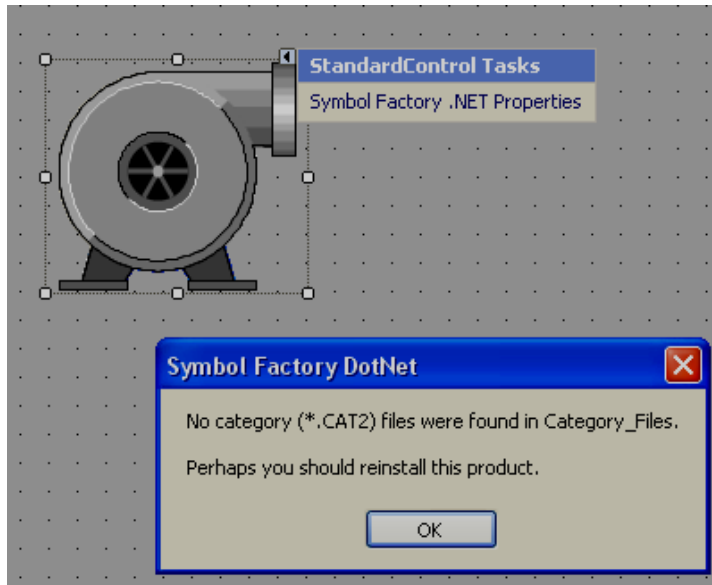 StandardControl Tasks
Symbol Factory .NET Properties
Symbol Factory DotNet
No category (*.CAT2) files were found in Category_Files.
Perhaps you should reinstall this product.
OK